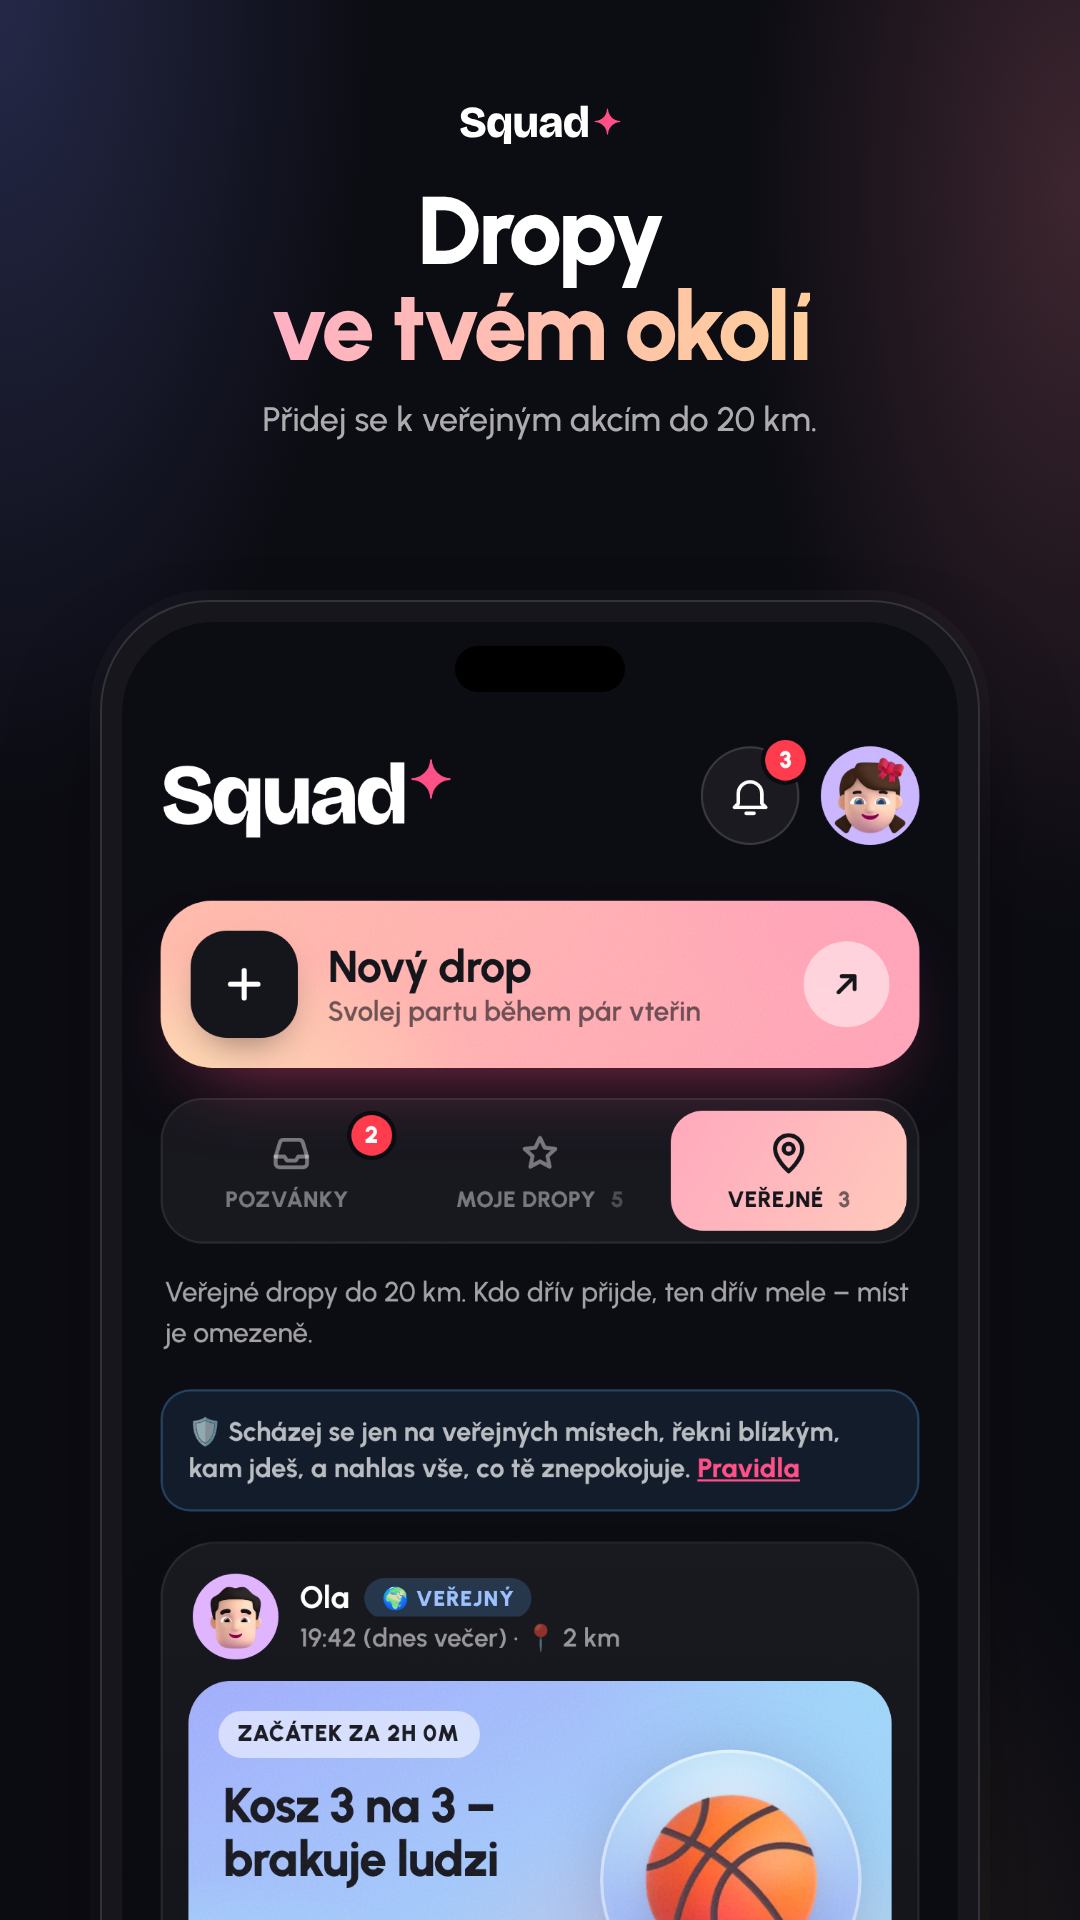 Squad
Dropy
ve tvém okolí
Přidej se k veřejným akcím do 20 km.
Squad
3
Nový drop
Svolej partu během pár vteřin
2
POZVÁNKY
MOJE DROPY 5
VEŘEJNÉ 3
Veřejné dropy do 20 km. Kdo dřív přijde, ten dřív mele – míst
je omezeně.
Scházej se jen na veřejných místech, řekni blízkým,
kam jdeš, a nahlas vše, co tě znepokojuje. Pravidla
Ola VEŘEJNÝ
19:42 (dnes večer) · 2 km
ZAČÁTEK ZA 2H 0M
Kosz 3 na 3 –
brakuje ludzi